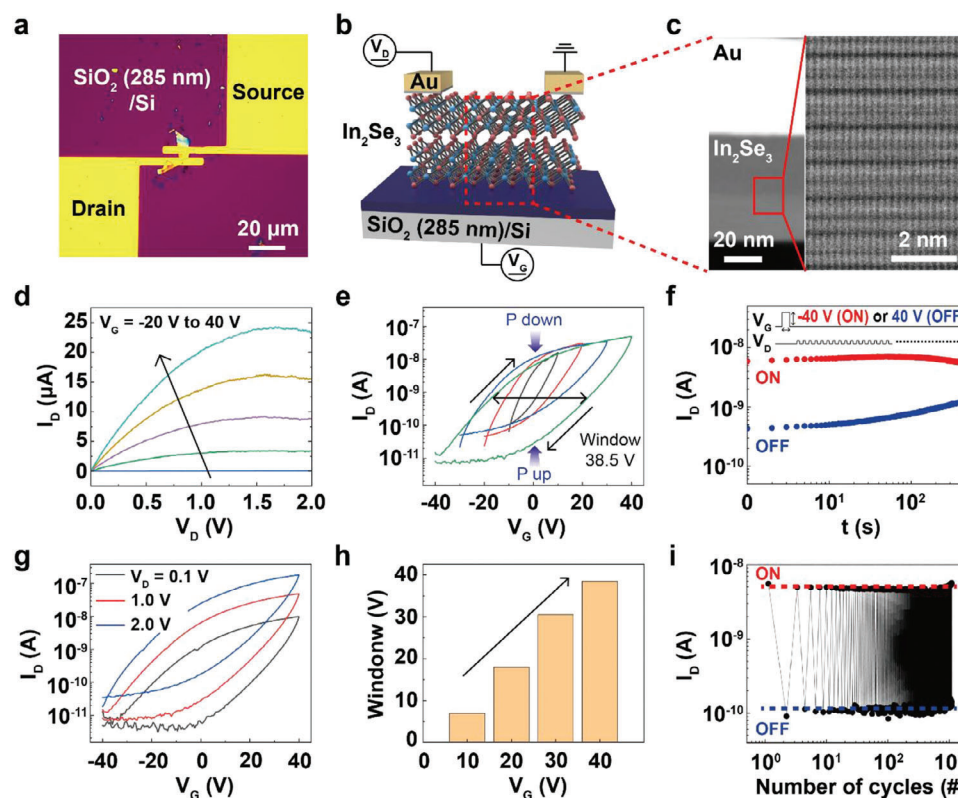 a
SiO2 (285 nm)
/Si
Source
Drain
20 μm
b
VD
Au
In2Se3
SiO2 (285 nm)/Si
VG
c
Au
In2Se3
20 nm
2 nm
d
VG = -20 V to 40 V
25
20
15
10
5
0
ID (μA)
0.0 0.5 1.0 1.5 2.0
VD (V)
e
P down
10-7
10-8
10-9
10-10
10-11
ID (A)
Window
38.5 V
P up
-40 -20 0 20 40
VG (V)
f
VG -40 V (ON) or 40 V (OFF
VD
10-7
10-8
10-9
10-10
ID (A)
ON
OFF
101 102
t (s)
g
VD = 0.1 V
1.0 V
2.0 V
10-7
10-8
10-9
10-10
10-11
ID (A)
-40 -20 0 20 40
VG (V)
h
40
30
20
10
0
Windonw (V)
0 10 20 30 40
VG (V)
i
10-8
10-9
10-10
ID (A)
ON
OFF
100 101 102 10
Number of cycles (#